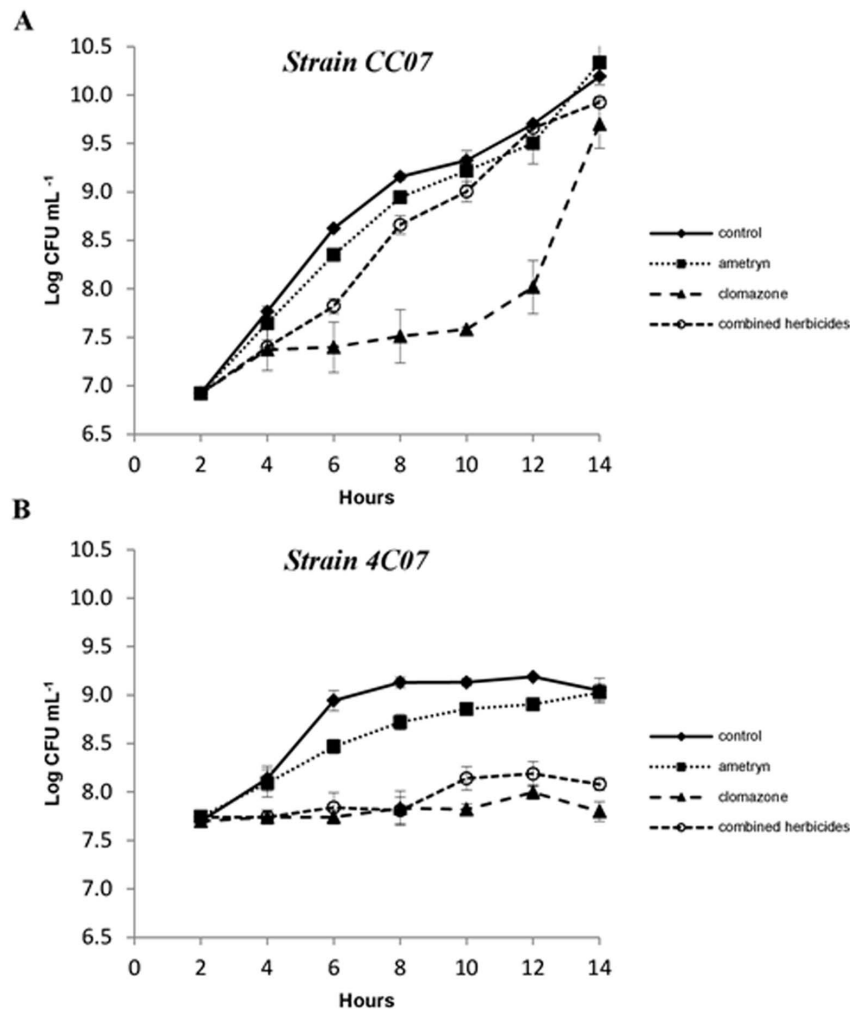 A
Strain CC07
10.5
10.0
9.5
9.0
8.5
8.0
7.5
7.0
6.5
Log CFU mL -1
0 2 4 6 8 10 12 14
Hours
control
ametryn
clomazone
combined herbicides
B
Strain 4C07
10.5
10.0
9.5
9.0
8.5
8.0
7.5
7.0
6.5
Log CFU mL-1
0 2 4 6 8 10 12 14
Hours
control
ametryn
clomazone
combined herbicides